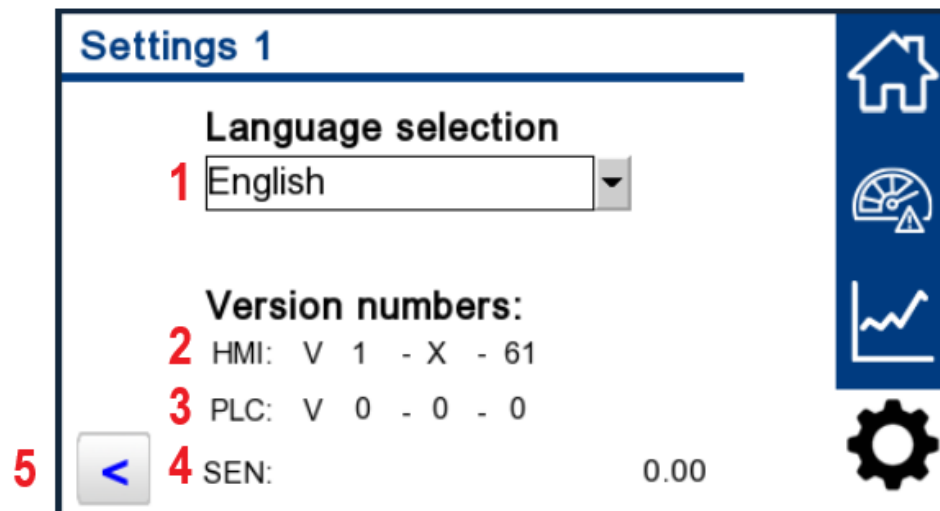 Settings 1
Language selection
1 English
Version numbers:
2 HMI: V 1 - X - 61
3 PLC: V 0 - 0 - 0
5 < 4 SEN: 0.00